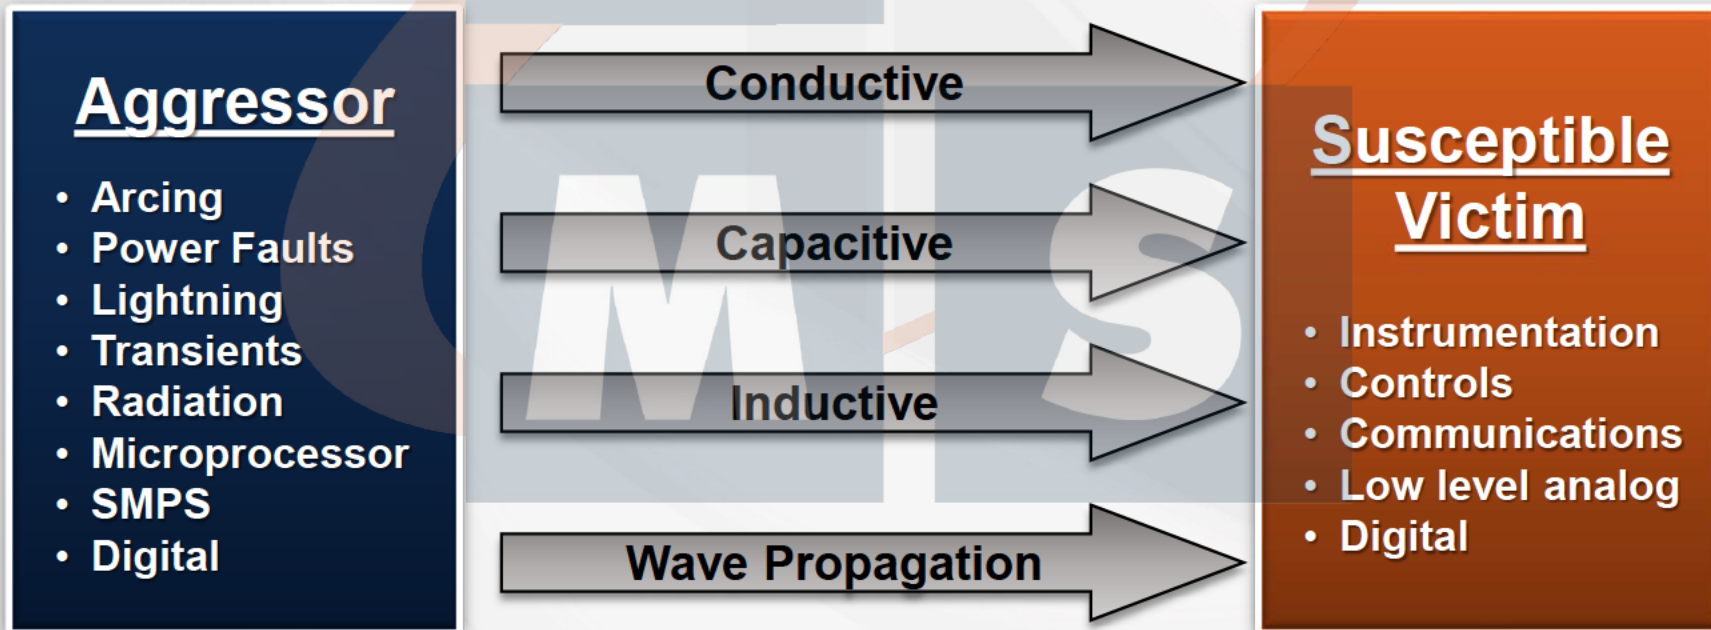 Aggressor
• Arcing
• Power Faults
• Lightning
• Transients
• Radiation
• Microprocessor
• SMPS
• Digital
Conductive
Capacitive
Inductive
Wave Propagation
Susceptible
Victim
• Instrumentation
• Controls
• Communications
• Low level analog
• Digital
MS